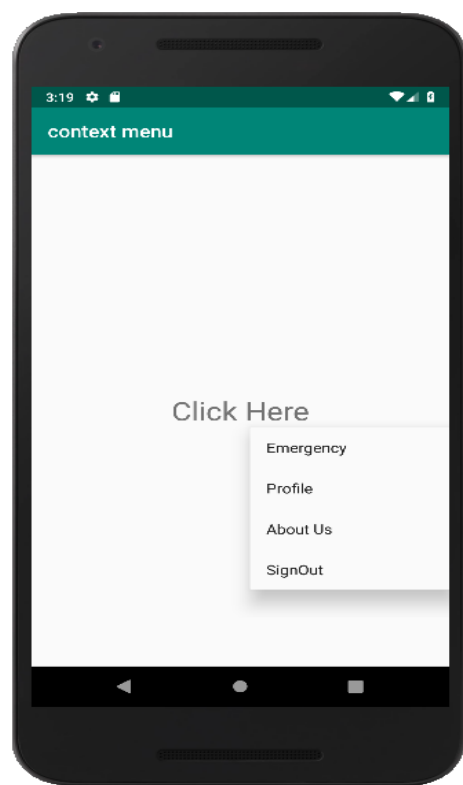 3:19
context menu
Click Here
Emergency
Profile
About Us
SignOut